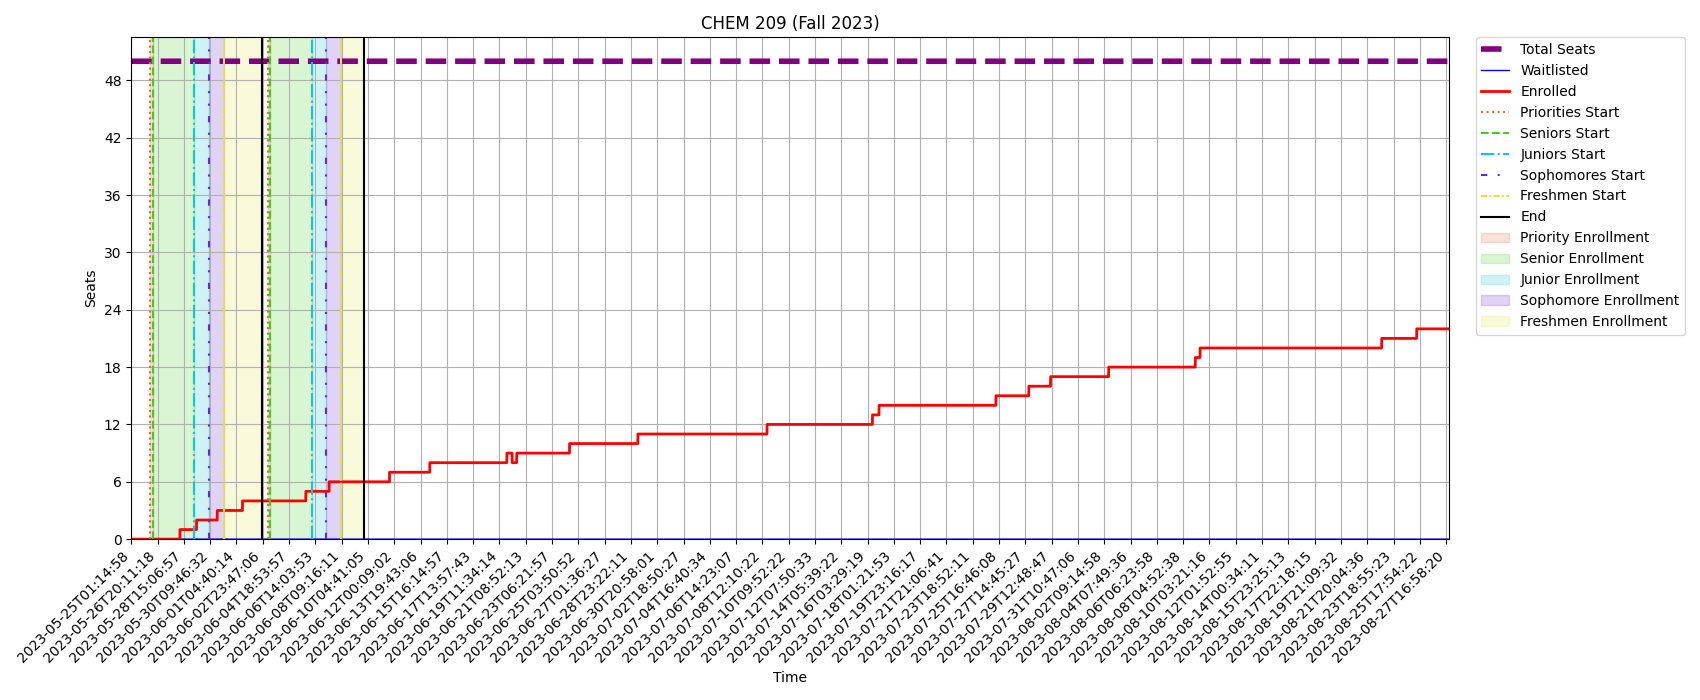 CHEM 209 (Fall 2023)
Seats
48
42
36
30
24
18
12
6
0
2023-05-25T01:14:58
2023-05-26T20:11:18
2023-05-28T15:06:57
2023-05-30T09:46:32
2023-06-01T04:40:14
2023-06-02T23:47:06
2023-06-04T18:53:57
2023-06-06T14:03:53
2023-06-08T09:16:11
2023-06-10T04:41:05
2023-06-12T00:09:02
2023-06-13T19:43:06
2023-06-15T16:14:57
2023-06-17T13:57:43
2023-06-19T11:34:14
2023-06-21T08:52:13
2023-06-23T06:21:57
2023-06-25T03:50:52
2023-06-27T01:36:27
2023-06-28T23:22:11
2023-06-30T20:58:01
2023-07-02T18:50:27
2023-07-04T16:40:34
2023-07-06T14:23:07
2023-07-08T12:10:22
2023-07-10T09:52:22
2023-07-12T07:50:33
2023-07-14T05:39:22
2023-07-16T03:29:19
2023-07-18T01:21:53
2023-07-19T23:16:17
2023-07-21T21:06:41
2023-07-23T18:52:11
2023-07-25T16:46:08
2023-07-27T14:45:27
2023-07-29T12:48:47
2023-07-31T10:47:06
2023-08-02T09:14:58
2023-08-04T07:49:36
2023-08-06T06:23:58
2023-08-08T04:52:38
2023-08-10T03:21:16
2023-08-12T01:52:55
2023-08-14T00:34:11
2023-08-15T23:25:13
2023-08-17T22:18:15
2023-08-19T21:09:32
2023-08-21T20:04:36
2023-08-23T18:55:23
2023-08-25T17:54:22
2023-08-27T16:58:20
Time
Total Seats
Waitlisted
Enrolled
Priorities Start
Seniors Start
Juniors Start
Sophomores Start
Freshmen Start
End
Priority Enrollment
Senior Enrollment
Junior Enrollment
Sophomore Enrollment
Freshmen Enrollment